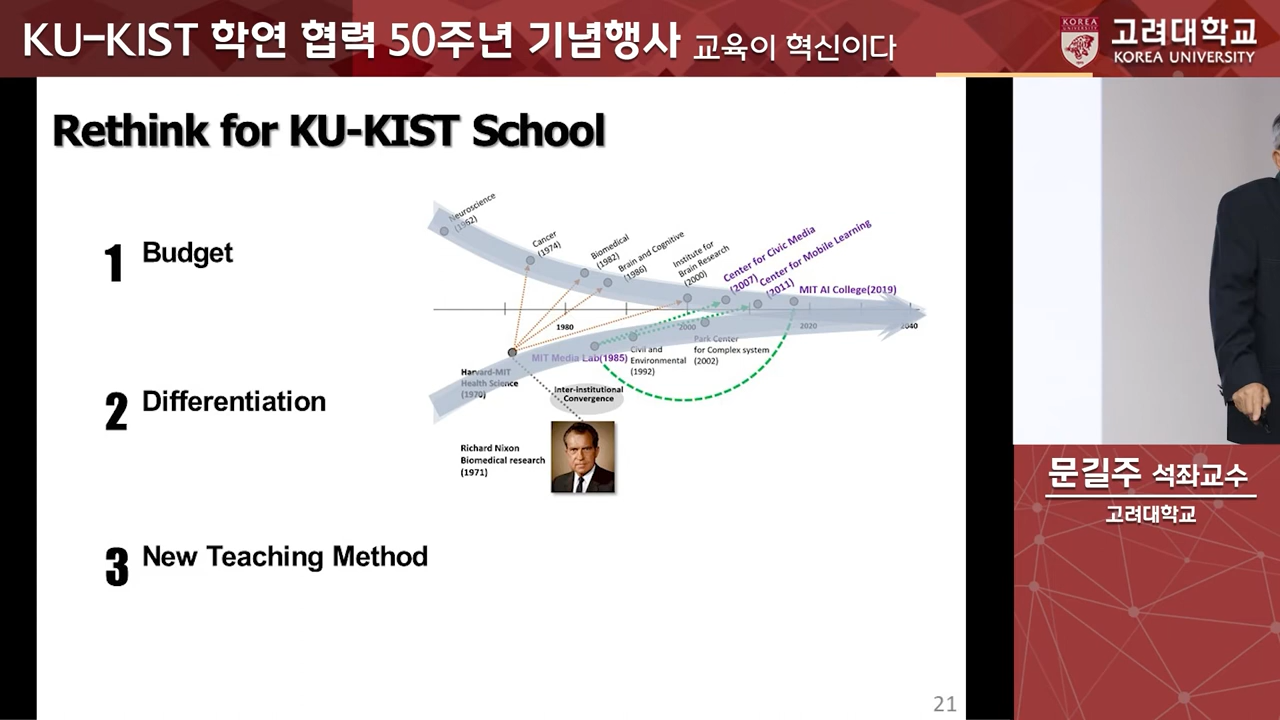 KU-KIST 학연 협력 50주년 기념행사 교육이 혁신이다
KOREA
UNIVERSITY
고려대학교
KOREA UNIVERSITY
Rethink for KU-KIST School
1 Budget
2 Differentiation
3 New Teaching Method
Neuroscience
(1962)
Cancer
(1974)
Biomedical
(1982)
Brain and Cognitive
(1986)
Institute for
Brain Research
(2000)
Center for Civic Media
(2007)
Center for Mobile Learning
(2011)
MIT AI College(2019)
1980
2000
2020
2040
MIT Media Lab(1985)
Civil and
Environmental
(1992)
Park Center
for Complex system
(2002)
Harvard-MIT
Health Science
(1970)
Inter-institutional
Convergence
Richard Nixon
Biomedical research
(1971)
21
문길주 석좌교수
고려대학교